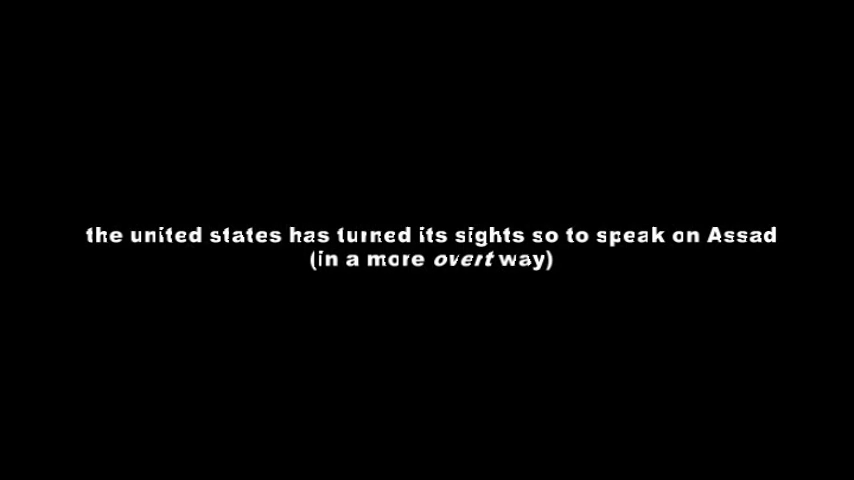 the united states has turned its sights so to speak on Assad
(in a more overt way)